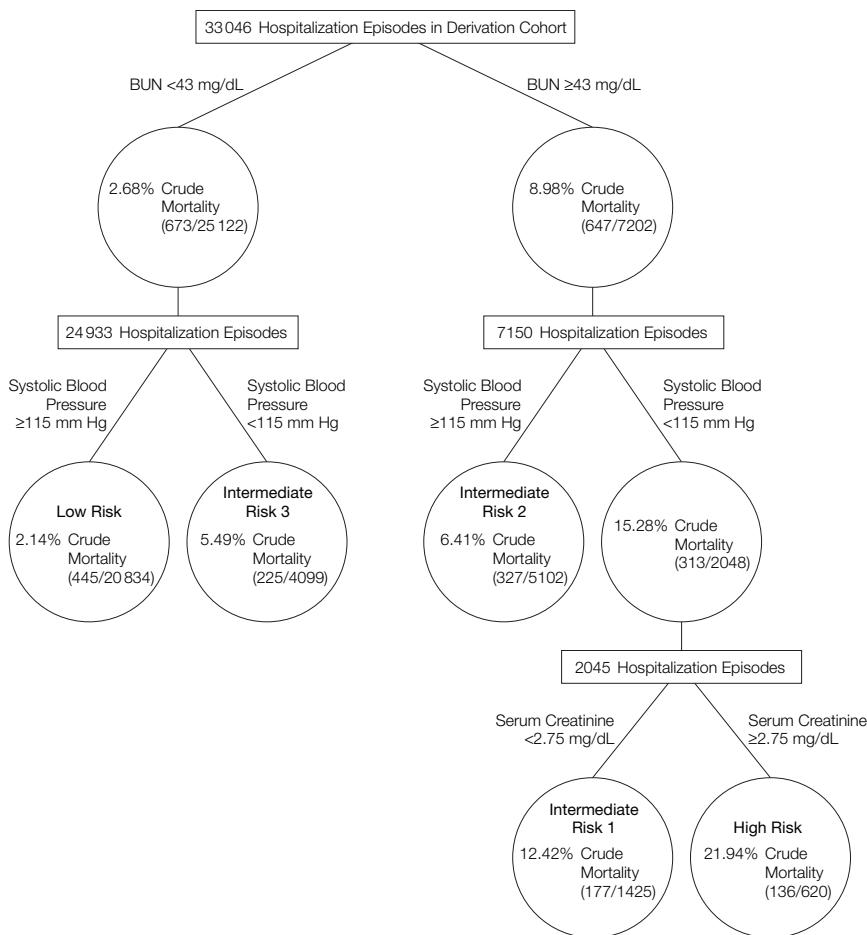 33 046 Hospitalization Episodes in Derivation Cohort
BUN <43 mg/dL
BUN ≥43 mg/dL
2.68% Crude
Mortality
(673/25 122)
8.98% Crude
Mortality
(647/7202)
24 933 Hospitalization Episodes
7150 Hospitalization Episodes
Systolic Blood
Pressure
≥115 mm Hg
Systolic Blood
Pressure
<115 mm Hg
Systolic Blood
Pressure
≥115 mm Hg
Systolic Blood
Pressure
<115 mm Hg
Low Risk
2.14% Crude
Mortality
(445/20 834)
Intermediate
Risk 3
5.49% Crude
Mortality
(225/4099)
Intermediate
Risk 2
6.41% Crude
Mortality
(327/5102)
15.28% Crude
Mortality
(313/2048)
2045 Hospitalization Episodes
Serum Creatinine
<2.75 mg/dL
Serum Creatinine
≥2.75 mg/dL
Intermediate
Risk 1
12.42% Crude
Mortality
(177/1425)
High Risk
21.94% Crude
Mortality
(136/620)